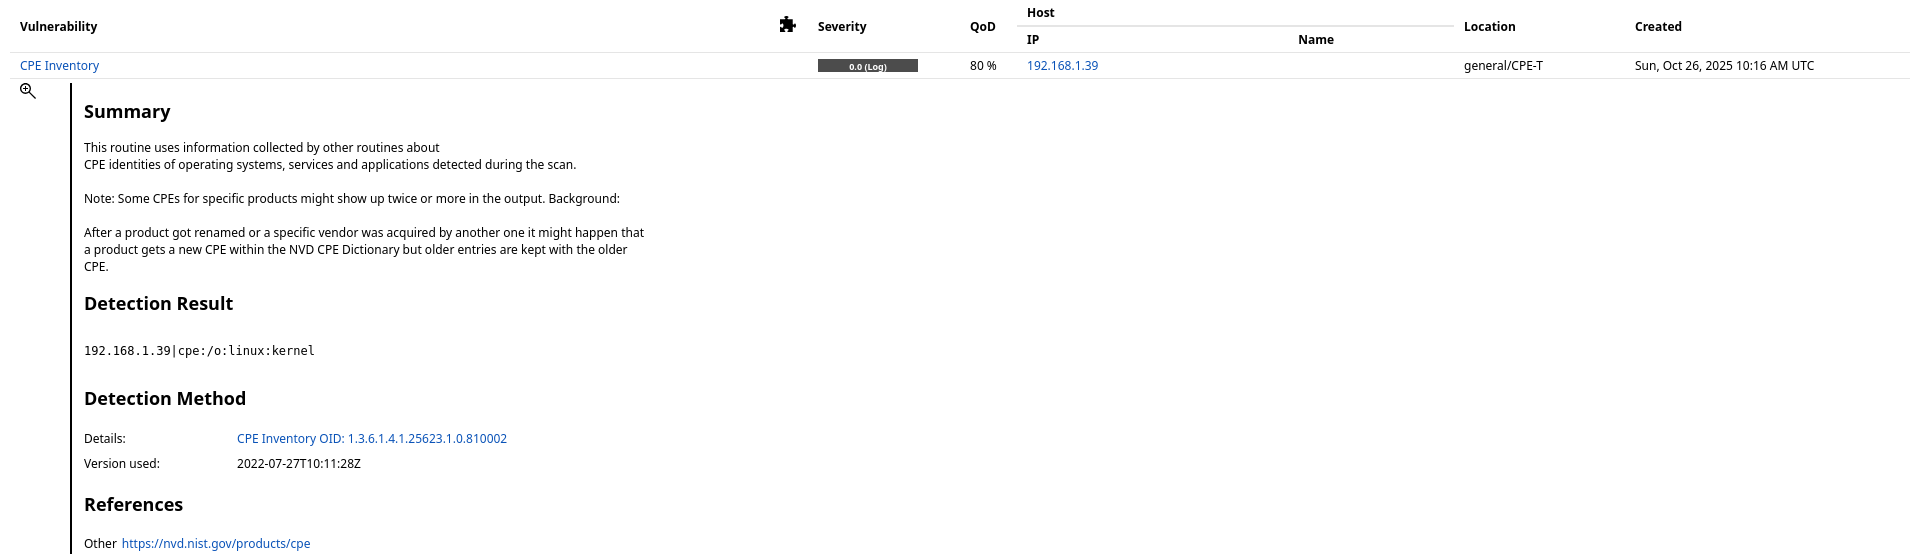 Vulnerability Severity QoD Host Location Created
IP Name
CPE Inventory 0.0 (Log) 80 % 192.168.1.39 general/CPE-T Sun, Oct 26, 2025 10:16 AM UTC
Summary
This routine uses information collected by other routines about
CPE identities of operating systems, services and applications detected during the scan.
Note: Some CPEs for specific products might show up twice or more in the output. Background:
After a product got renamed or a specific vendor was acquired by another one it might happen that
a product gets a new CPE within the NVD CPE Dictionary but older entries are kept with the older
CPE.
Detection Result
192.168.1.39|cpe:/o:linux:kernel
Detection Method
Details: CPE Inventory OID: 1.3.6.1.4.1.25623.1.0.810002
Version used: 2022-07-27T10:11:28Z
References
Other https://nvd.nist.gov/products/cpe